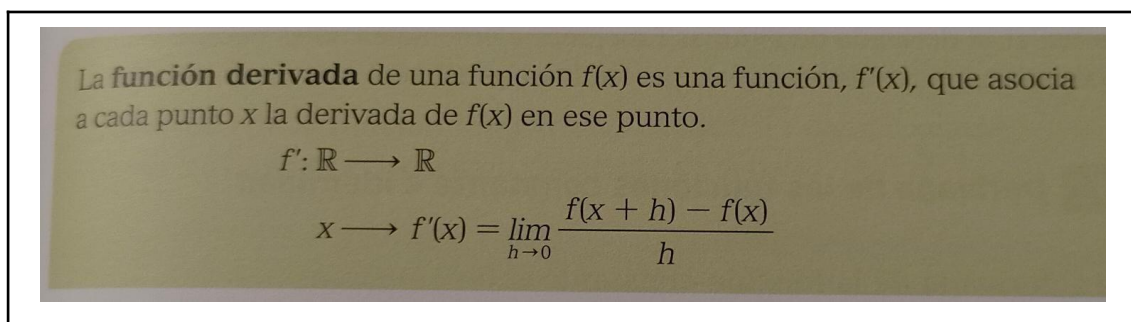 La función derivada de una función f(x) es una función, f'(x), que asocia
a cada punto x la derivada de f(x) en ese punto.
f': ℝ ⟶ ℝ
x ⟶ f'(x) = lim h→0 f(x + h) − f(x) / h